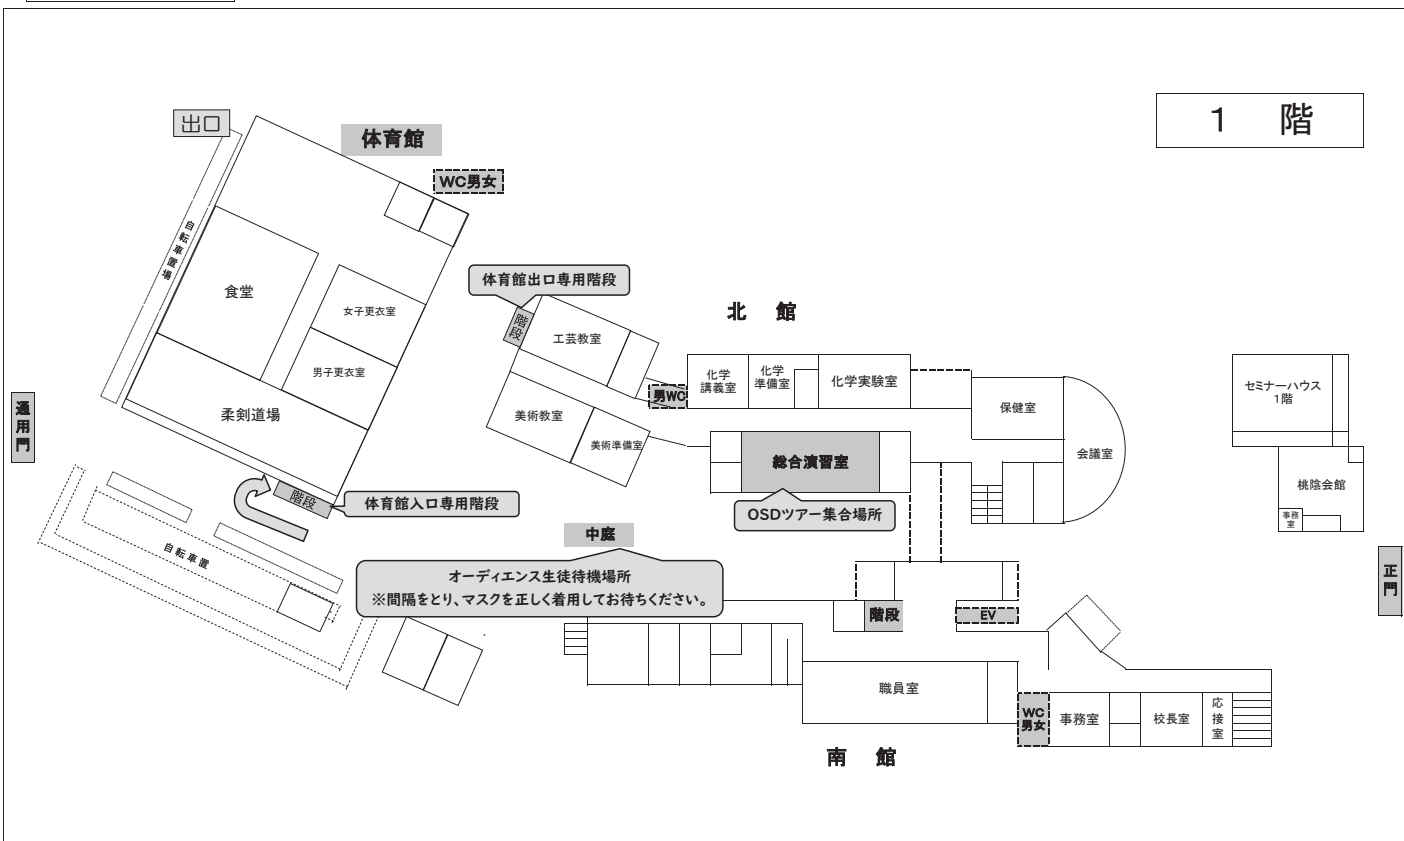 1 階
出口
体育館
WC男女
自転車置場
食堂
女子更衣室
男子更衣室
柔剣道場
通用門
階段
体育館入口専用階段
自転車置
体育館出口専用階段
階段
工芸教室
美術教室
美術準備室
北 館
男WC
化学
講義室
化学
準備室
化学実験室
保健室
会議室
総合演習室
OSDツアー集合場所
セミナーハウス
1階
桃陰会館
事務
室
正門
中庭
オーディエンス生徒待機場所
※間隔をとり、マスクを正しく着用してお待ちください。
階段
EV
職員室
WC
男女
事務室
校長室
応接室
南 館